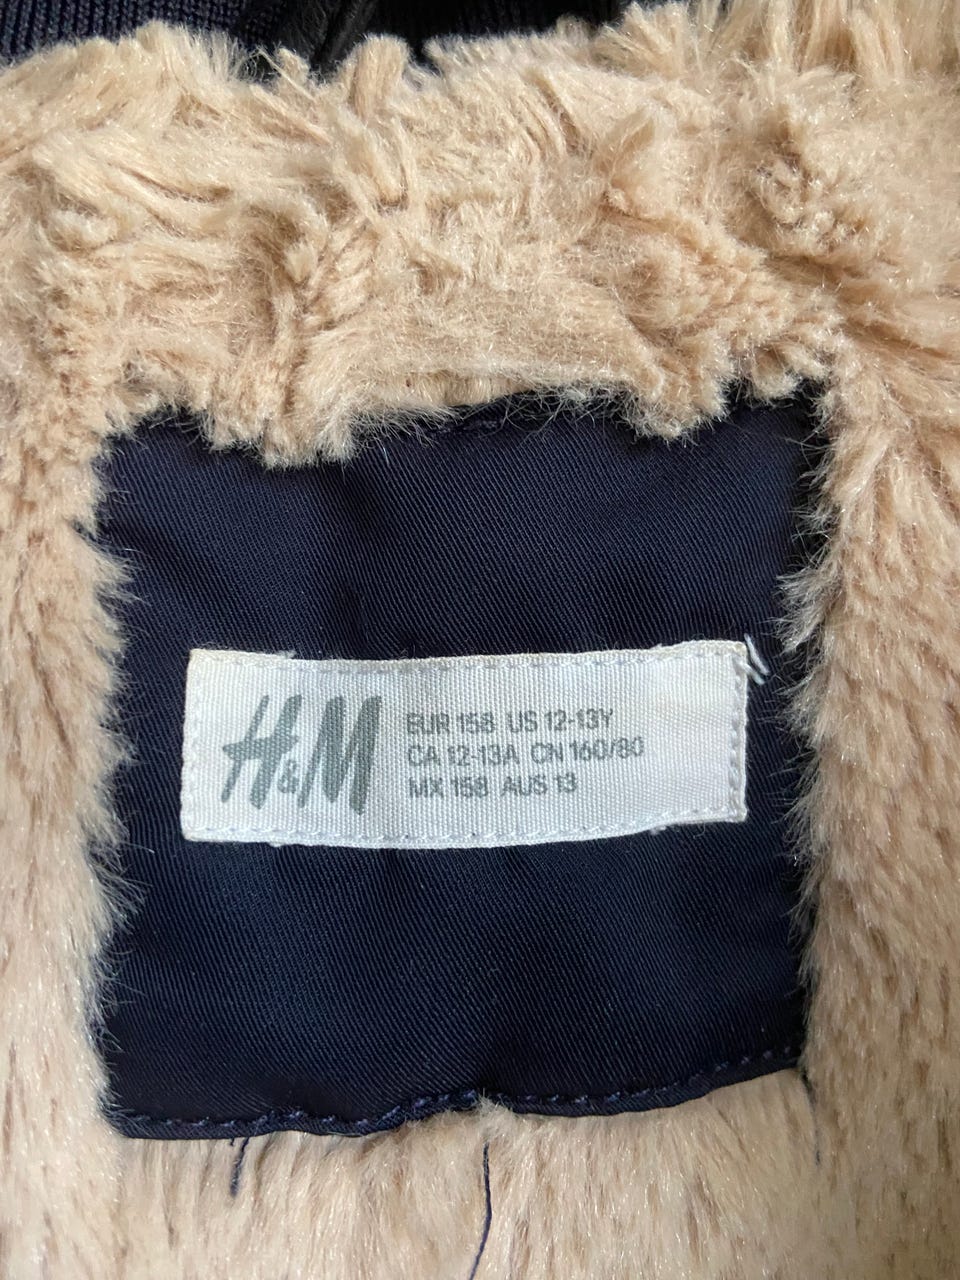 H&M
EUR 158 US 12-13Y
CA 12-13A CN 160/80
MX 158 AUS 13